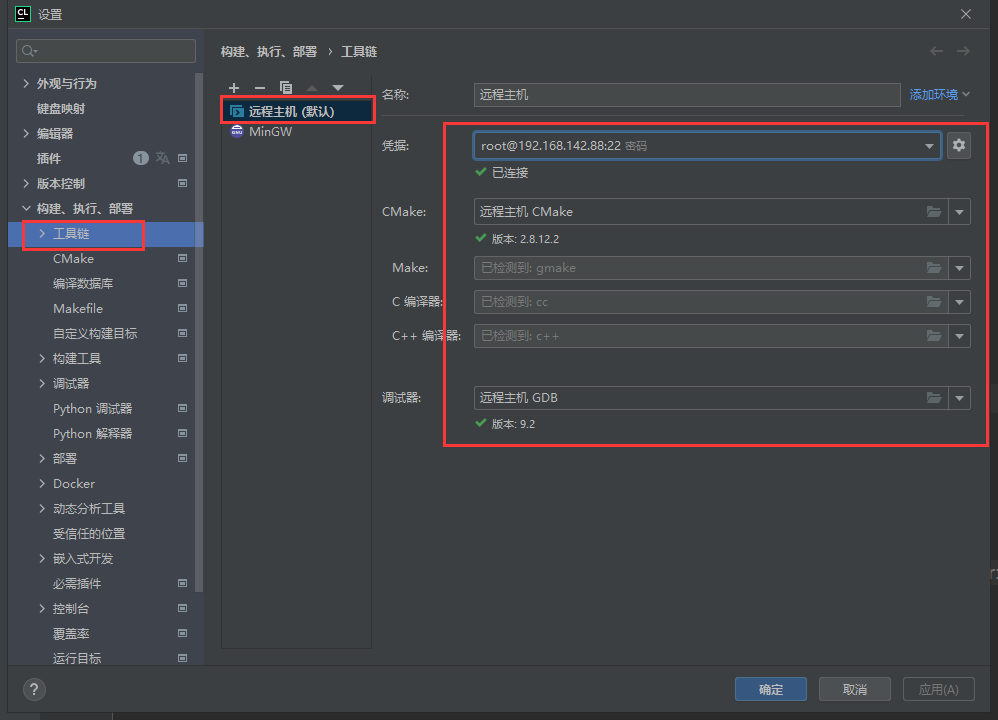 CL 设置
构建、执行、部署 › 工具链
外观与行为
键盘映射
编辑器
插件 1
版本控制
构建、执行、部署
工具链
CMake
编译数据库
Makefile
自定义构建目标
构建工具
调试器
Python 调试器
Python 解释器
部署
Docker
动态分析工具
受信任的位置
嵌入式开发
必需插件
控制台
覆盖率
运行目标
远程主机 (默认)
GNU MinGW
名称: 远程主机 添加环境
凭据: root@192.168.142.88:22 密码
已连接
CMake: 远程主机 CMake
版本: 2.8.12.2
Make: 已检测到: gmake
C 编译器: 已检测到: cc
C++ 编译器: 已检测到: c++
调试器: 远程主机 GDB
版本: 9.2
? 确定 取消 应用(A)